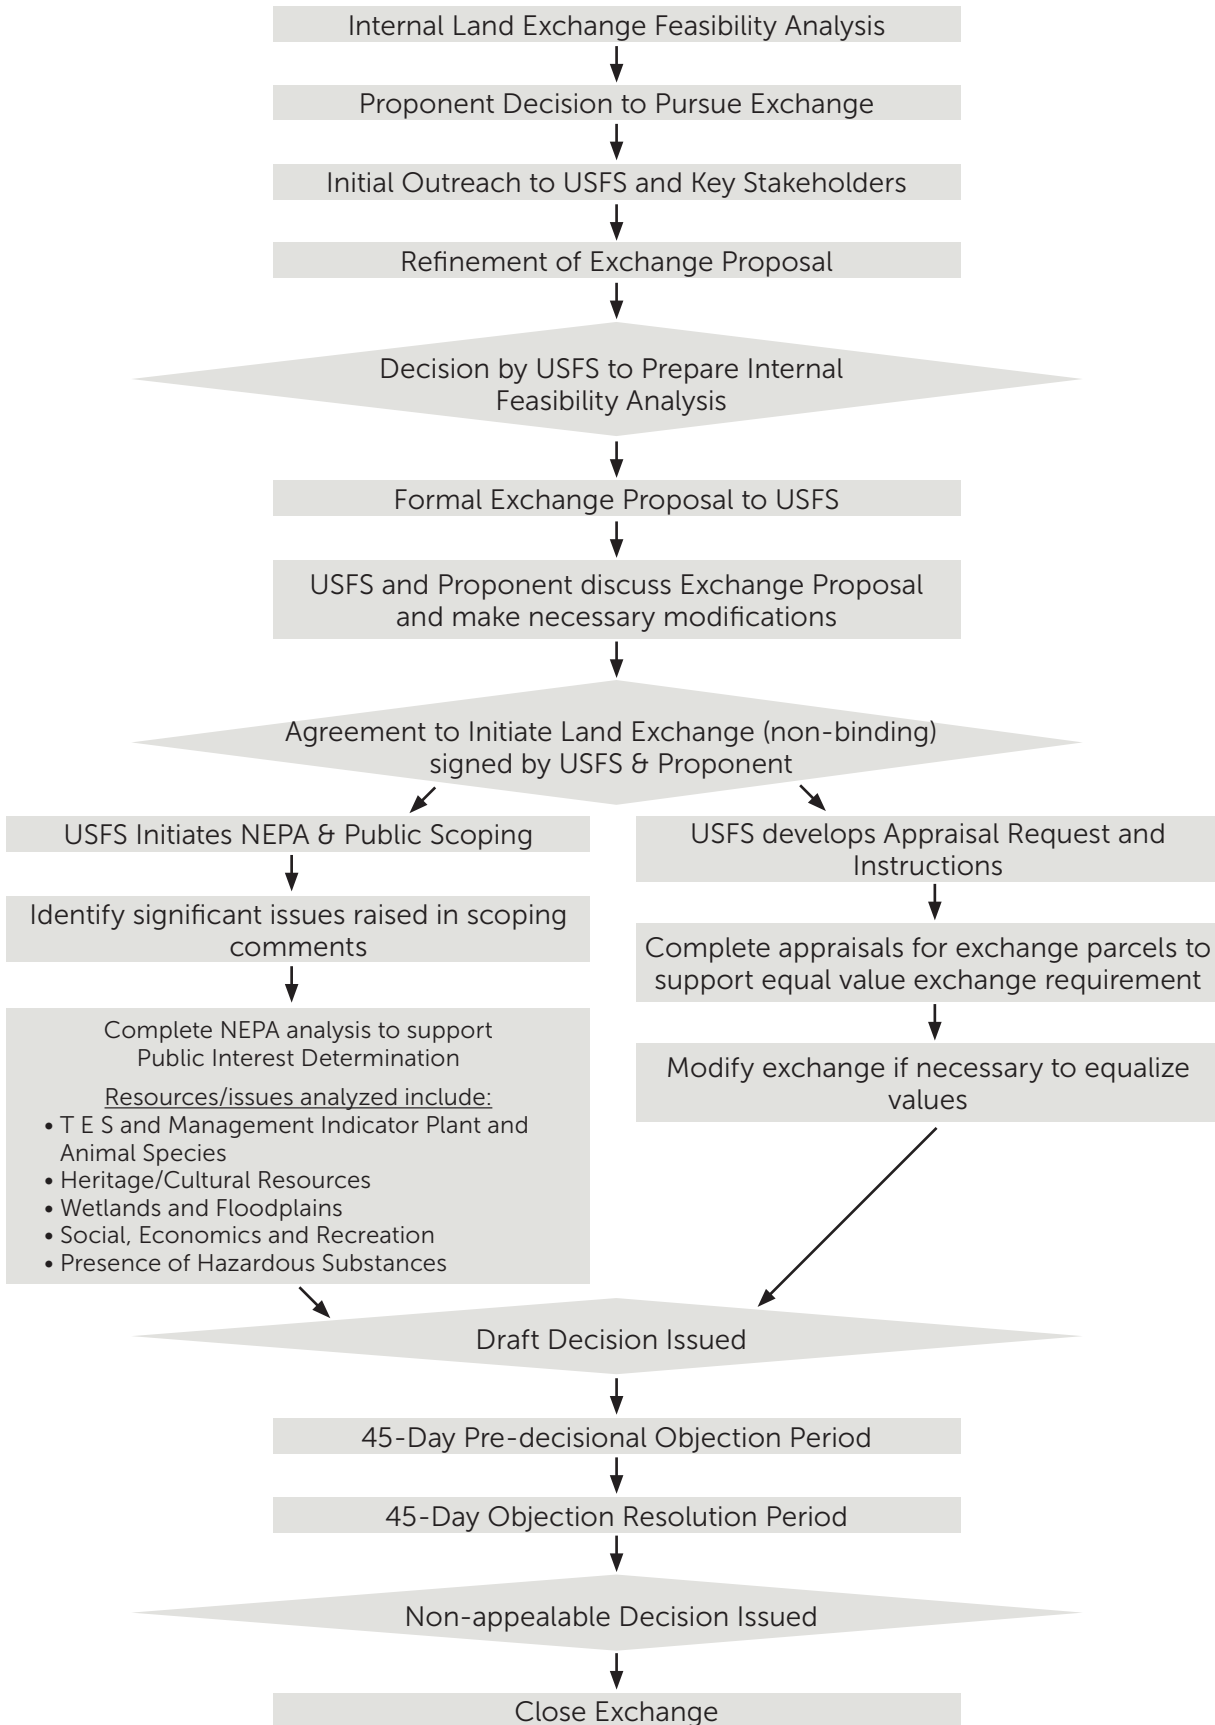 Internal Land Exchange Feasibility Analysis
Proponent Decision to Pursue Exchange
Initial Outreach to USFS and Key Stakeholders
Refinement of Exchange Proposal
Decision by USFS to Prepare Internal
Feasibility Analysis
Formal Exchange Proposal to USFS
USFS and Proponent discuss Exchange Proposal
and make necessary modifications
Agreement to Initiate Land Exchange (non-binding)
signed by USFS & Proponent
USFS Initiates NEPA & Public Scoping
Identify significant issues raised in scoping
comments
Complete NEPA analysis to support
Public Interest Determination
Resources/issues analyzed include:
• T E S and Management Indicator Plant and
Animal Species
• Heritage/Cultural Resources
• Wetlands and Floodplains
• Social, Economics and Recreation
• Presence of Hazardous Substances
USFS develops Appraisal Request and
Instructions
Complete appraisals for exchange parcels to
support equal value exchange requirement
Modify exchange if necessary to equalize
values
Draft Decision Issued
45-Day Pre-decisional Objection Period
45-Day Objection Resolution Period
Non-appealable Decision Issued
Close Exchange